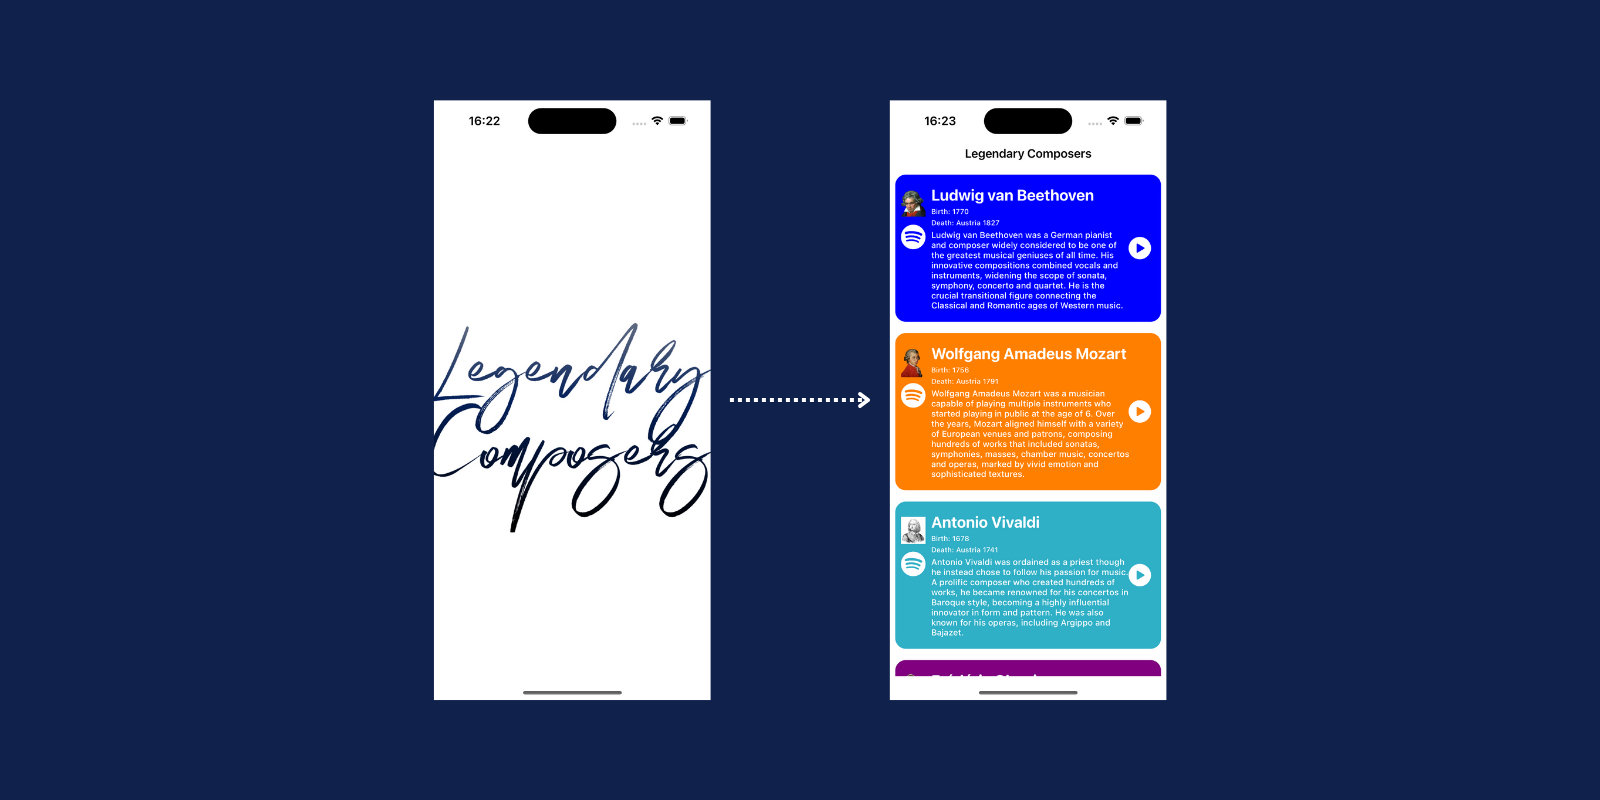 16:22
Legendary
Composers
16:23
Legendary Composers
Ludwig van Beethoven
Birth: 1770
Death: Austria 1827
Ludwig van Beethoven was a German pianist
and composer widely considered to be one of
the greatest musical geniuses of all time. His
innovative compositions combined vocals and
instruments, widening the scope of sonata,
symphony, concerto and quartet. He is the
crucial transitional figure connecting the
Classical and Romantic ages of Western music.
Wolfgang Amadeus Mozart
Birth: 1756
Death: Austria 1791
Wolfgang Amadeus Mozart was a musician
capable of playing multiple instruments who
started playing in public at the age of 6. Over
the years, Mozart aligned himself with a variety
of European venues and patrons, composing
hundreds of works that included sonatas,
symphonies, masses, chamber music, concertos
and operas, marked by vivid emotion and
sophisticated textures.
Antonio Vivaldi
Birth: 1678
Death: Austria 1741
Antonio Vivaldi was ordained as a priest though
he instead chose to follow his passion for music.
A prolific composer who created hundreds of
works, he became renowned for his concertos in
Baroque style, becoming a highly influential
innovator in form and pattern. He was also
known for his operas, including Argippo and
Bajazet.